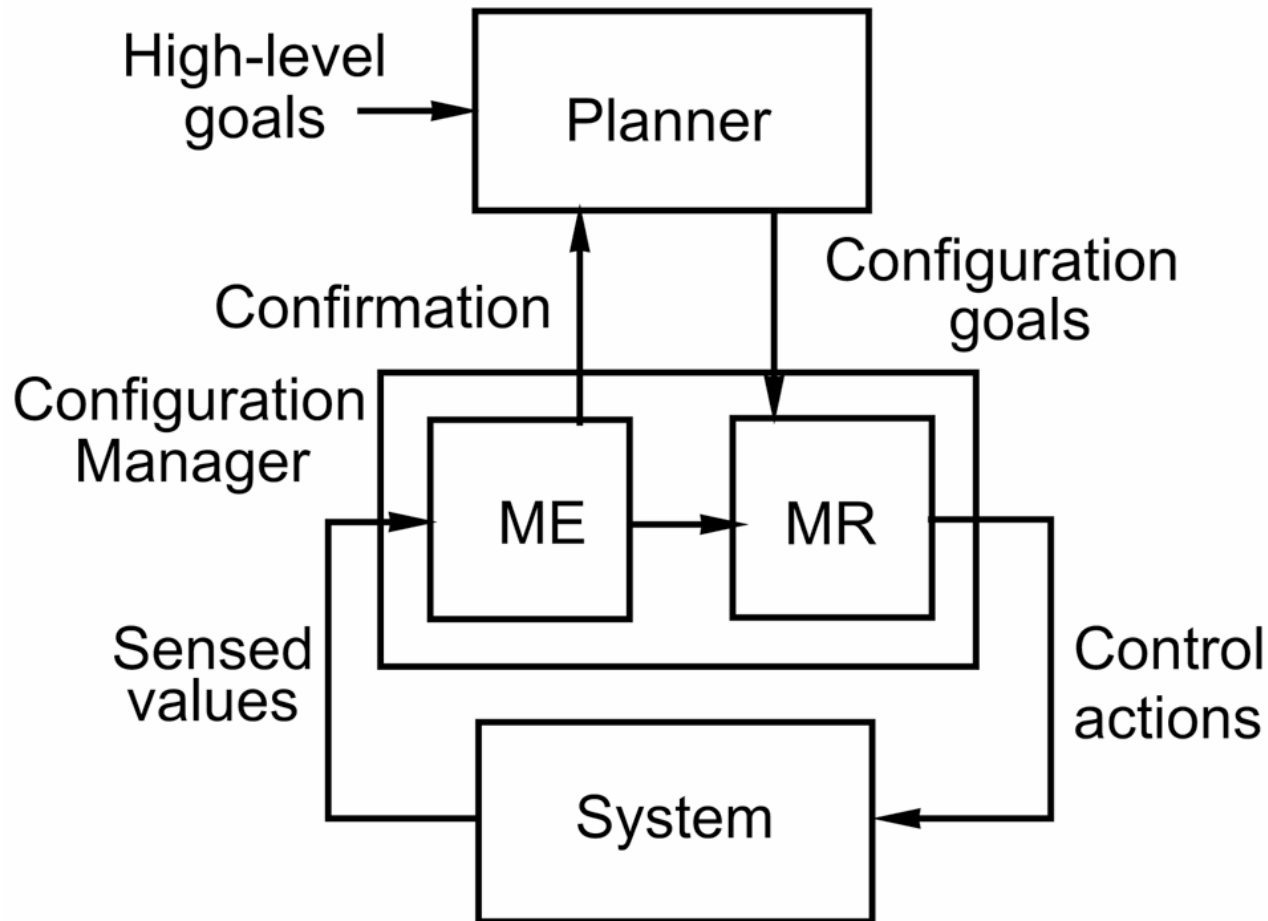 High-level
goals
Planner
Confirmation
Configuration
goals
Configuration
Manager
ME
MR
Sensed
values
Control
actions
System